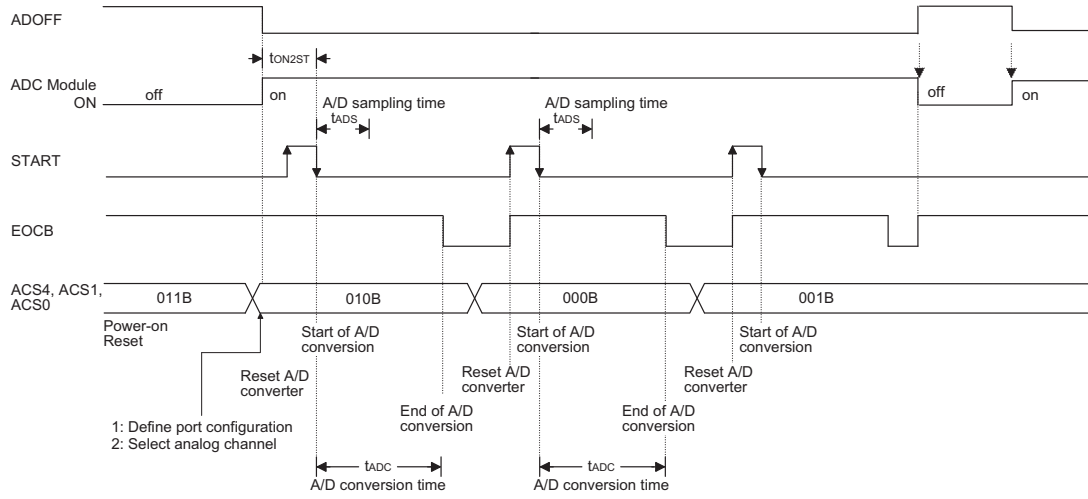 ADOFF
tON2ST
ADC Module
ON
off
on
off
on
A/D sampling time
tADS
A/D sampling time
tADS
START
EOCB
ACS4, ACS1,
ACS0
011B
010B
000B
001B
Power-on
Reset
Start of A/D
conversion
Start of A/D
conversion
Start of A/D
conversion
Reset A/D
converter
Reset A/D
converter
Reset A/D
converter
End of A/D
conversion
End of A/D
conversion
1: Define port configuration
2: Select analog channel
tADC
A/D conversion time
tADC
A/D conversion time